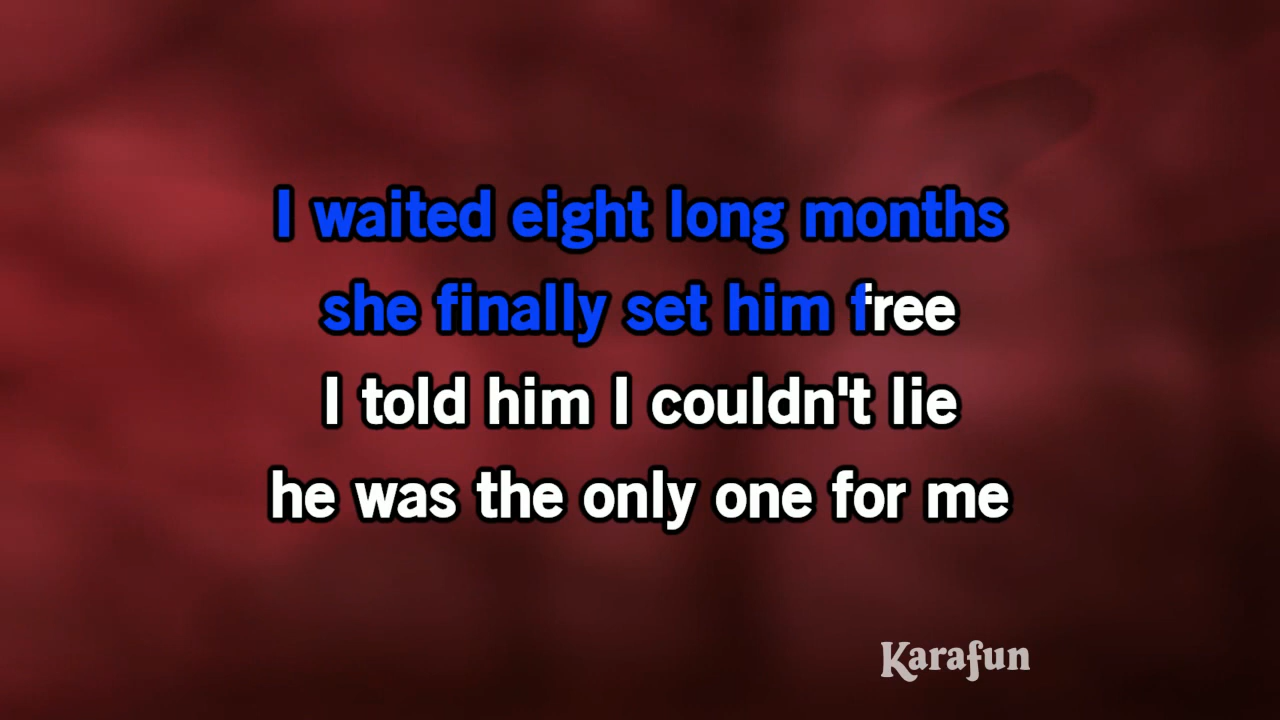 I waited eight long months
she finally set him free
I told him I couldn't lie
he was the only one for me
Karafun